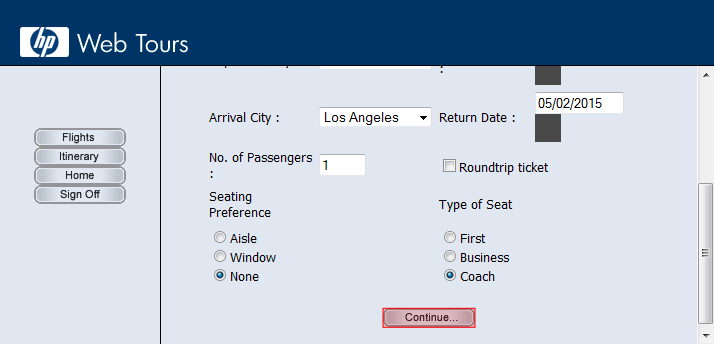 hp Web Tours
:
Arrival City : Los Angeles Return Date : 05/02/2015
No. of Passengers : 1 Roundtrip ticket
Seating Preference Type of Seat
Aisle First
Window Business
None Coach
Continue...
Flights
Itinerary
Home
Sign Off